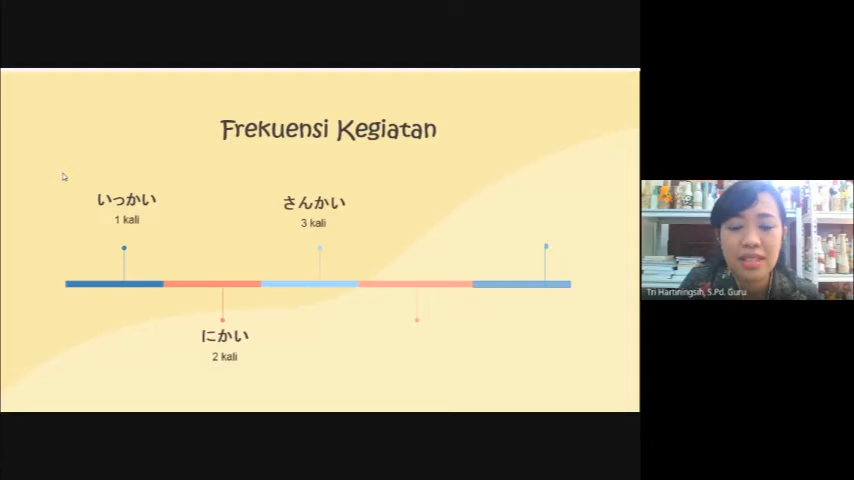 Frekuensi Kegiatan
いっかい
1 kali
さんかい
3 kali
にかい
2 kali
Tri Hartiningsih, S.Pd. Guru